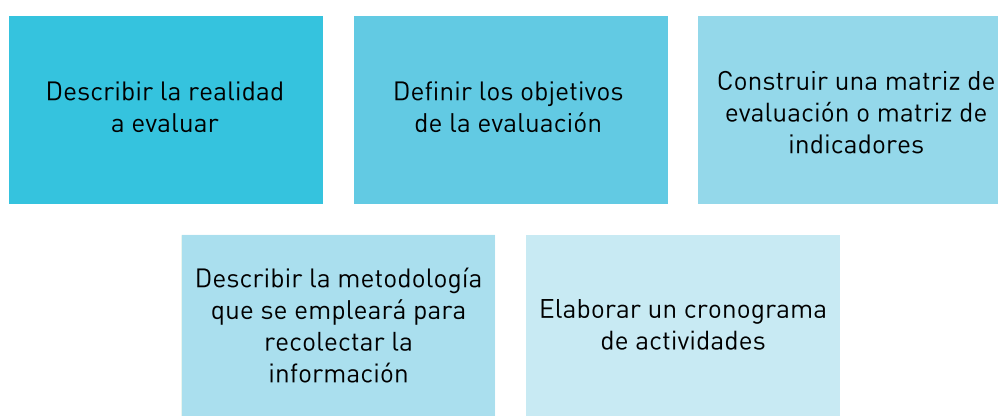 Describir la realidad
a evaluar
Definir los objetivos
de la evaluación
Construir una matriz de
evaluación o matriz de
indicadores
Describir la metodología
que se empleará para
recolectar la
información
Elaborar un cronograma
de actividades